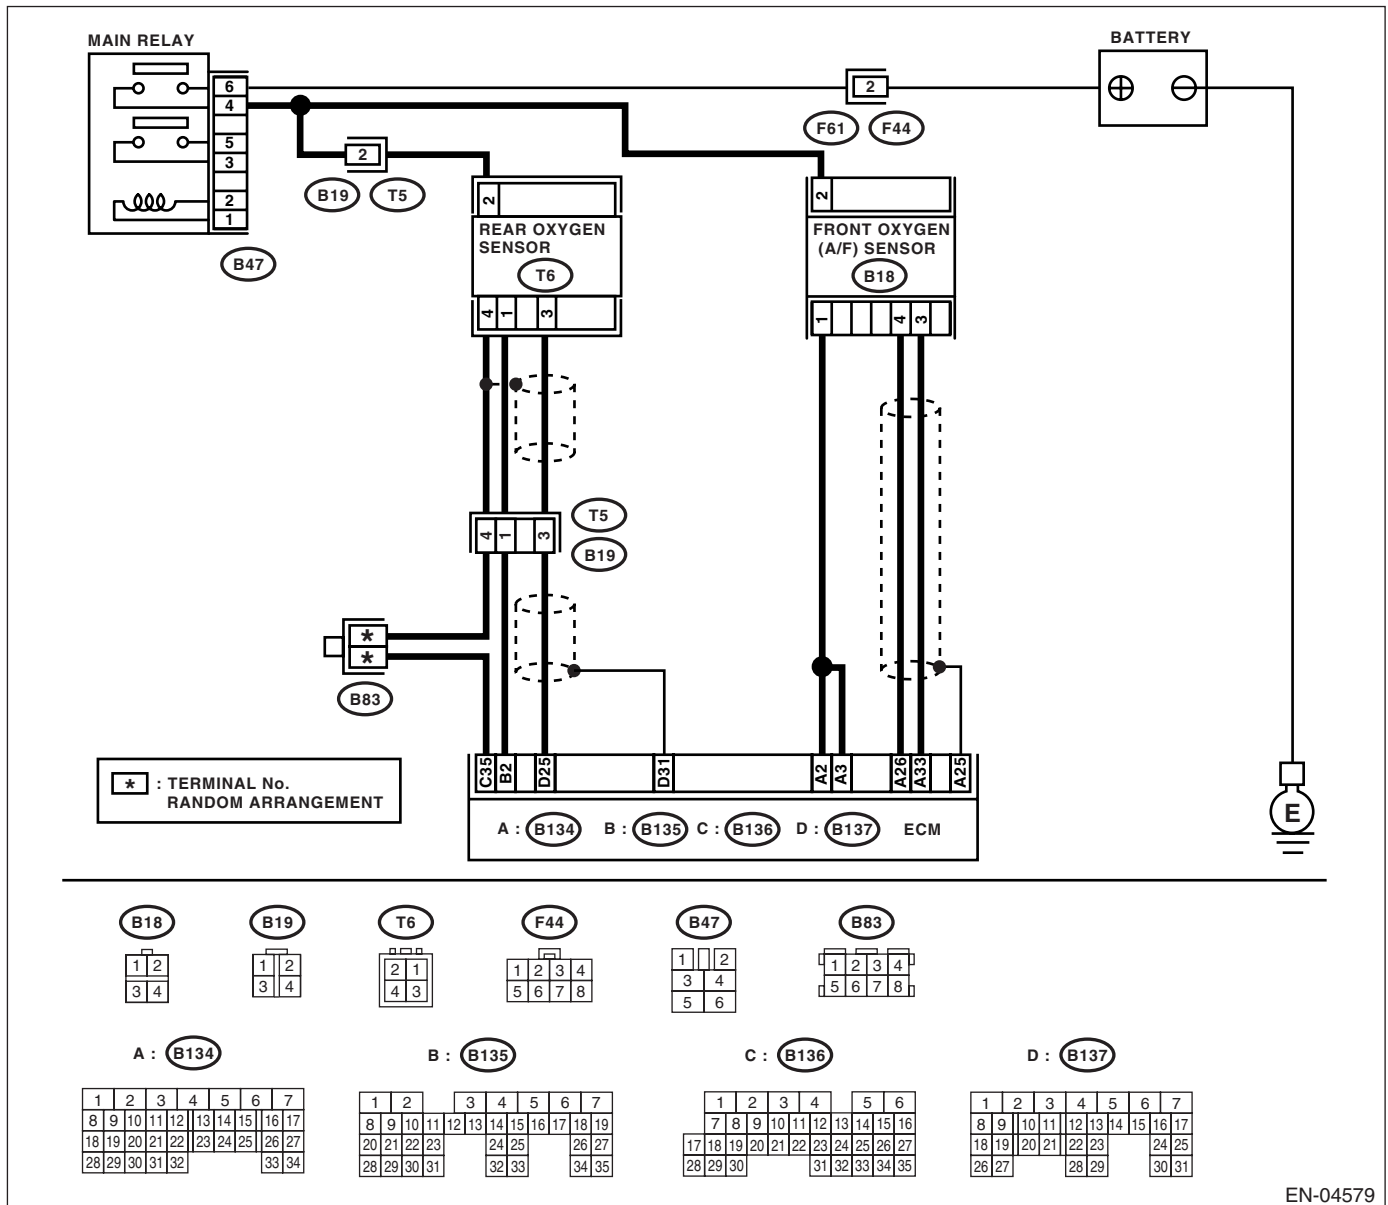 MAIN RELAY
BATTERY
6
4
5
3
2
1
B47
2
B19 T5
2
F61 F44
2
REAR OXYGEN
SENSOR
T6
4 1 3
2
FRONT OXYGEN
(A/F) SENSOR
B18
1 4 3
T5
4 1 3
B19
*
*
B83
* : TERMINAL No.
RANDOM ARRANGEMENT
C35 B2 D25 D31 A2 A3 A26 A33 A25
A : B134 B : B135 C : B136 D : B137 ECM
E
B18 B19 T6 F44 B47 B83
1 2
3 4
1 2
3 4
2 1
4 3
1 2 3 4
5 6 7 8
1 2
3 4
5 6
1 2 3 4
5 6 7 8
A : B134
1 2 3 4 5 6 7
8 9 10 11 12 13 14 15 16 17
18 19 20 21 22 23 24 25 26 27
28 29 30 31 32 33 34
B : B135
1 2 3 4 5 6 7
8 9 10 11 12 13 14 15 16 17 18 19
20 21 22 23 24 25 26 27
28 29 30 31 32 33 34 35
C : B136
1 2 3 4 5 6
7 8 9 10 11 12 13 14 15 16
17 18 19 20 21 22 23 24 25 26 27
28 29 30 31 32 33 34 35
D : B137
1 2 3 4 5 6 7
8 9 10 11 12 13 14 15 16 17
18 19 20 21 22 23 24 25
26 27 28 29 30 31
EN-04579